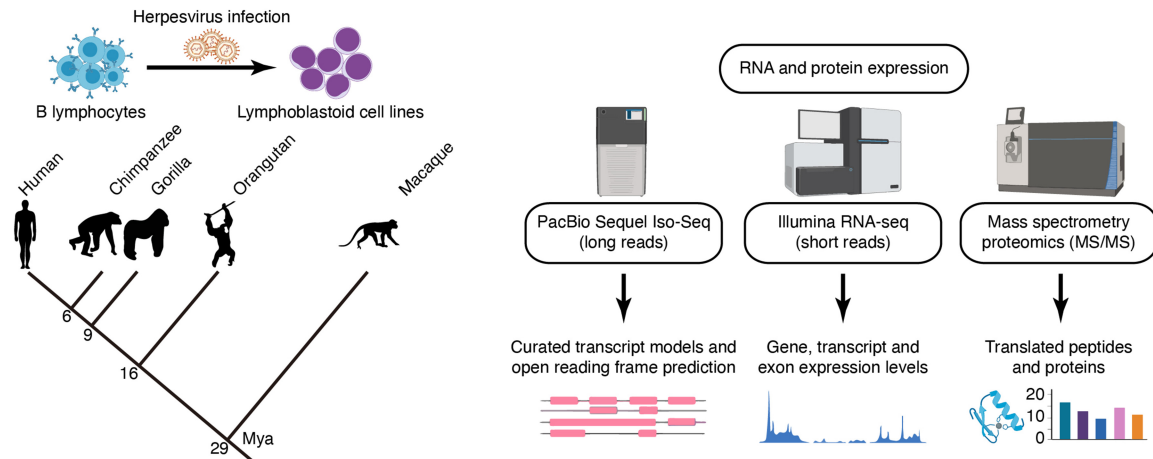 Herpesvirus infection
B lymphocytes
Lymphoblastoid cell lines
Human
Chimpanzee
Gorilla
Orangutan
Macaque
6
9
16
29
Mya
RNA and protein expression
PacBio Sequel Iso-Seq
(long reads)
Illumina RNA-seq
(short reads)
Mass spectrometry
proteomics (MS/MS)
Curated transcript models and
open reading frame prediction
Gene, transcript and
exon expression levels
Translated peptides
and proteins
20
10
0